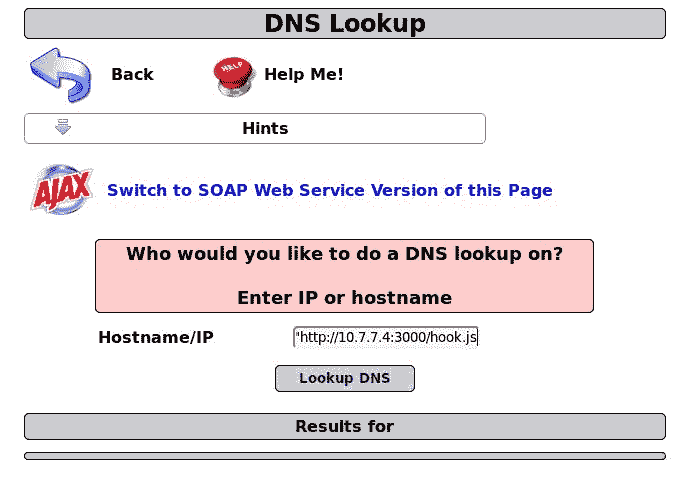 DNS Lookup
Back
HELP
Help Me!
Hints
AJAX
Switch to SOAP Web Service Version of this Page
Who would you like to do a DNS lookup on?
Enter IP or hostname
Hostname/IP
"http://10.7.7.4:3000/hook.js
Lookup DNS
Results for